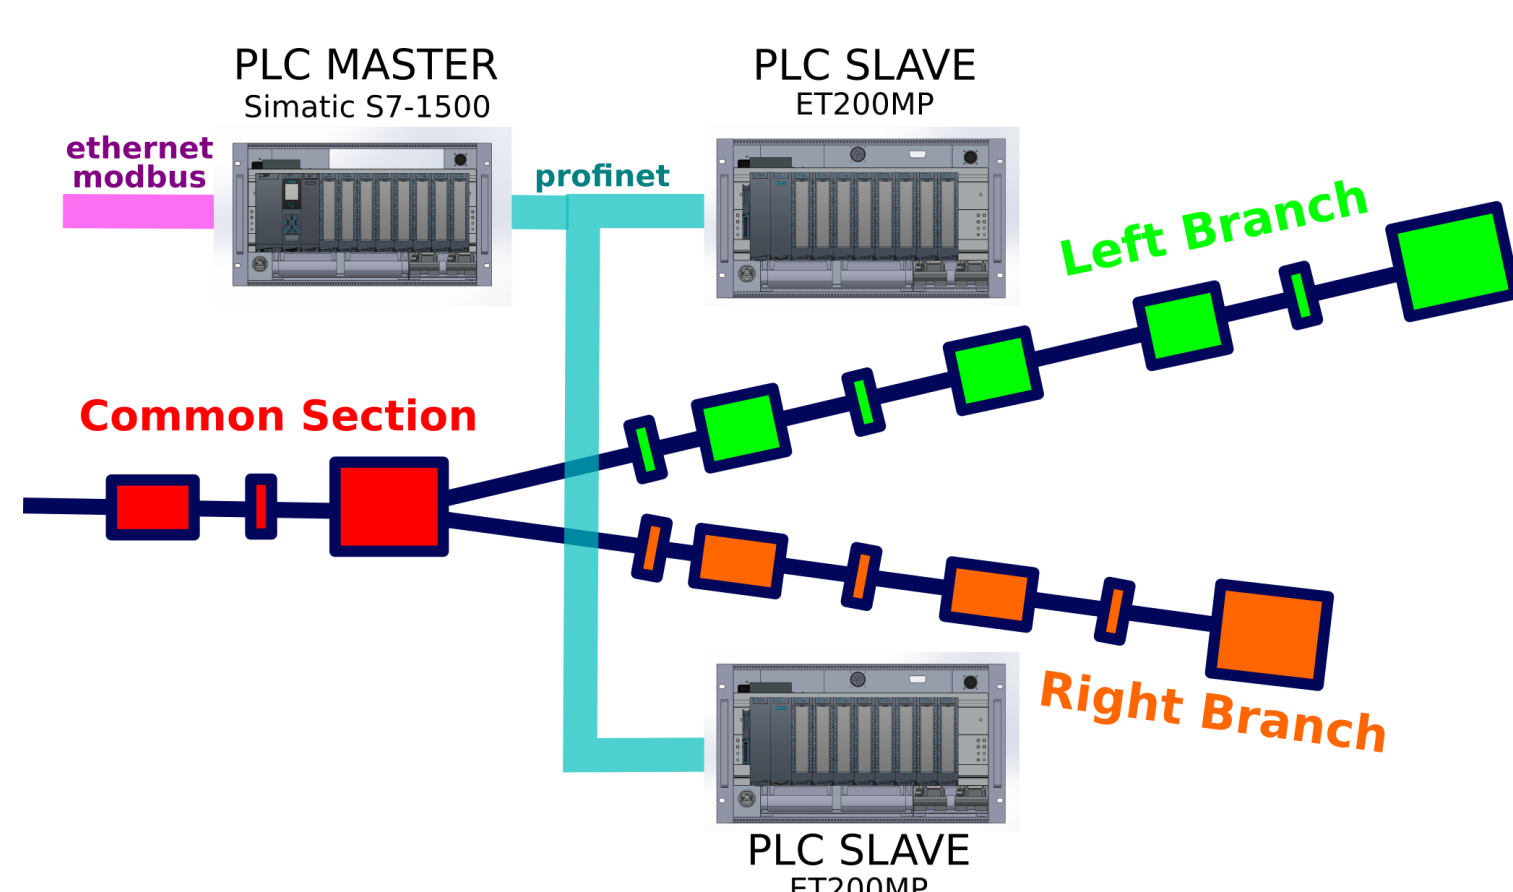 PLC MASTER
Simatic S7-1500
PLC SLAVE
ET200MP
ethernet
modbus
profinet
Left Branch
Common Section
Right Branch
PLC SLAVE
ET200MP